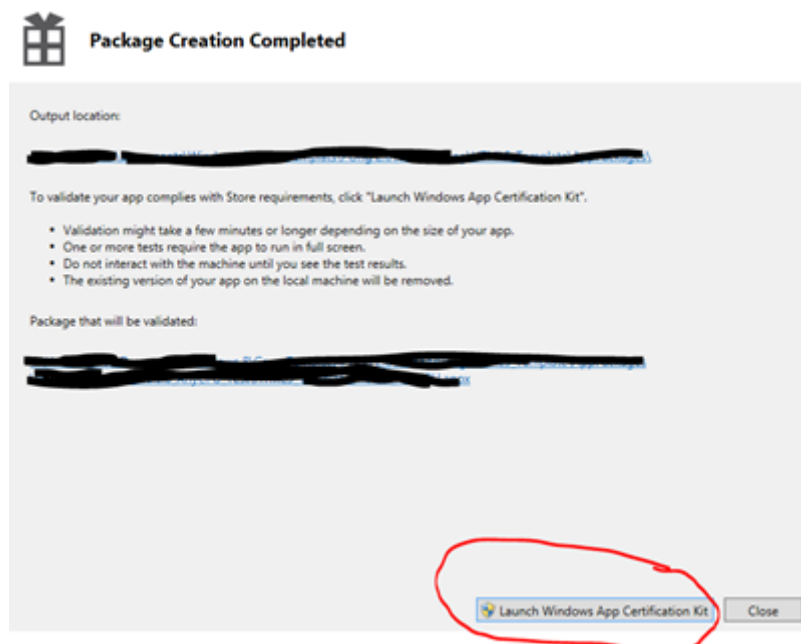 Package Creation Completed
Output location:
To validate your app complies with Store requirements, click "Launch Windows App Certification Kit".
• Validation might take a few minutes or longer depending on the size of your app.
• One or more tests require the app to run in full screen.
• Do not interact with the machine until you see the test results.
• The existing version of your app on the local machine will be removed.
Package that will be validated:
Launch Windows App Certification Kit
Close